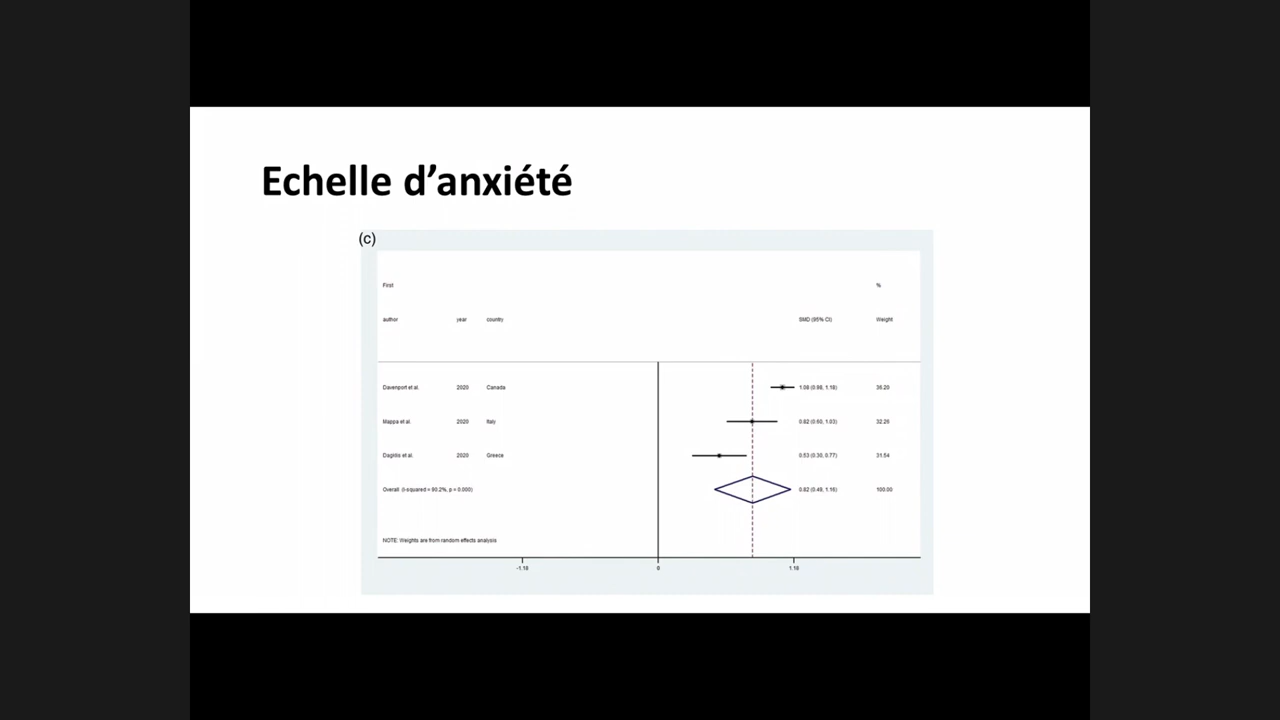 Echelle d’anxiété
(c)
First %
author year country SMD (95% CI) Weight
Davenport et al. 2020 Canada 1.08 (0.98, 1.18) 36.20
Mappa et al. 2020 Italy 0.82 (0.60, 1.03) 32.26
Dagklis et al. 2020 Greece 0.53 (0.30, 0.77) 31.54
Overall (I-squared = 90.2%, p = 0.000) 0.82 (0.49, 1.16) 100.00
NOTE: Weights are from random effects analysis
-1.18 0 1.18